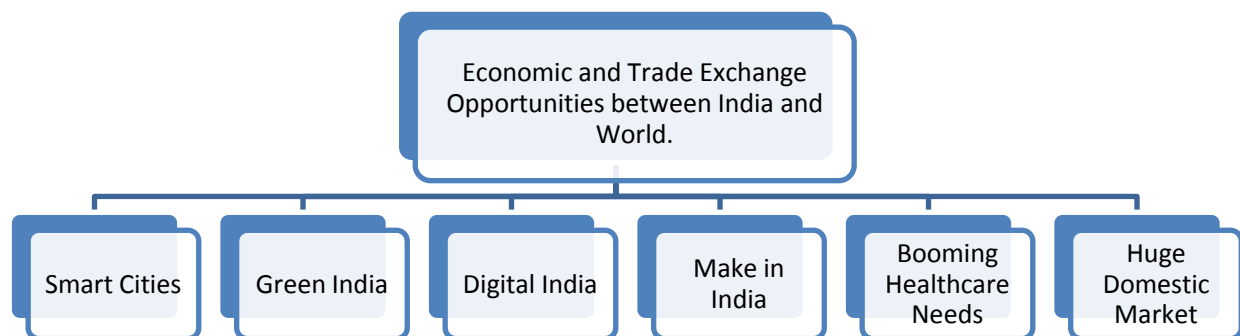 Economic and Trade Exchange
Opportunities between India and
World.
Smart Cities
Green India
Digital India
Make in
India
Booming
Healthcare
Needs
Huge
Domestic
Market